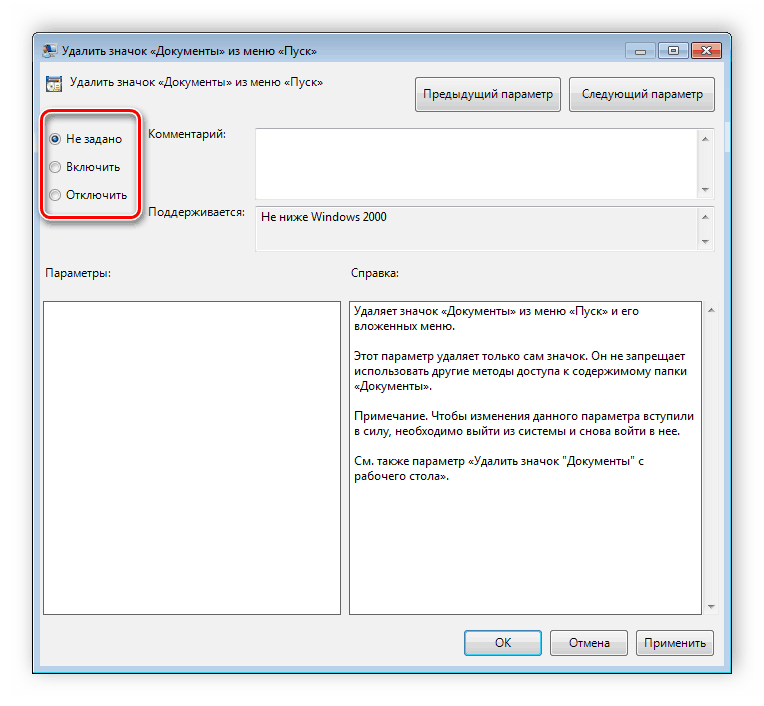 Удалить значок «Документы» из меню «Пуск»
Удалить значок «Документы» из меню «Пуск»
Предыдущий параметр
Следующий параметр
Не задано
Включить
Отключить
Комментарий:
Поддерживается:
Не ниже Windows 2000
Параметры:
Справка:
Удаляет значок «Документы» из меню «Пуск» и его
вложенных меню.
Этот параметр удаляет только сам значок. Он не запрещает
использовать другие методы доступа к содержимому папки
«Документы».
Примечание. Чтобы изменения данного параметра вступили
в силу, необходимо выйти из системы и снова войти в нее.
См. также параметр «Удалить значок "Документы" с
рабочего стола».
ОК
Отмена
Применить